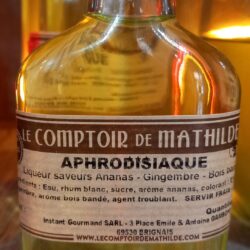 LE COMPTOIR DE MATHILDE
APHRODISIAQUE
Liqueur saveurs Ananas - Gingembre - Bois
: Eau, rhum blanc, sucre, arôme ananas,
arôme bois bandé, agent troublant. SERVIR
Instant Gourmand SARL - 3 Place Emile & Antoine
69530 BRIGNAIS
WWW.LECOMPTOIRDEMATHILDE.COM